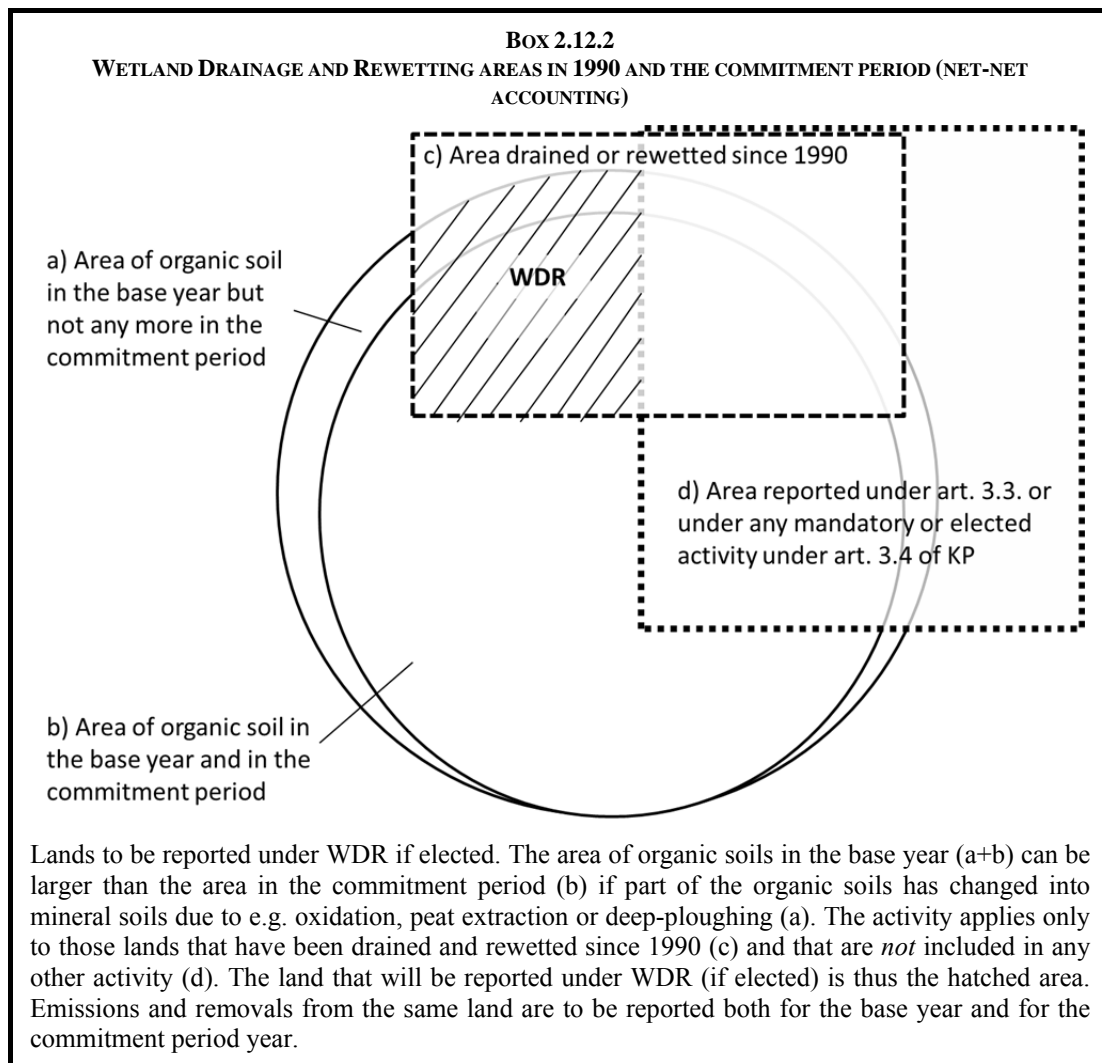 BOX 2.12.2
WETLAND DRAINAGE AND REWETTING AREAS IN 1990 AND THE COMMITMENT PERIOD (NET-NET
ACCOUNTING)
c) Area drained or rewetted since 1990
a) Area of organic soil
in the base year but
not any more in the
commitment period
WDR
d) Area reported under art. 3.3. or
under any mandatory or elected
activity under art. 3.4 of KP
b) Area of organic soil in
the base year and in the
commitment period
Lands to be reported under WDR if elected. The area of organic soils in the base year (a+b) can be
larger than the area in the commitment period (b) if part of the organic soils has changed into
mineral soils due to e.g. oxidation, peat extraction or deep-ploughing (a). The activity applies only
to those lands that have been drained and rewetted since 1990 (c) and that are not included in any
other activity (d). The land that will be reported under WDR (if elected) is thus the hatched area.
Emissions and removals from the same land are to be reported both for the base year and for the
commitment period year.